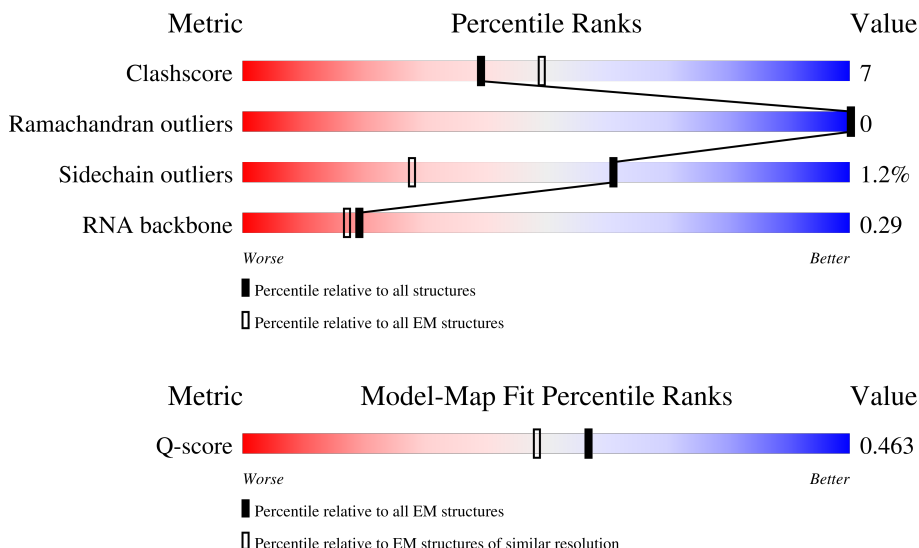 Metric Percentile Ranks Value
Clashscore 7
Ramachandran outliers 0
Sidechain outliers 1.2%
RNA backbone 0.29
Worse Better
Percentile relative to all structures
Percentile relative to all EM structures
Metric Model-Map Fit Percentile Ranks Value
Q-score 0.463
Worse Better
Percentile relative to all EM structures
Percentile relative to EM structures of similar resolution